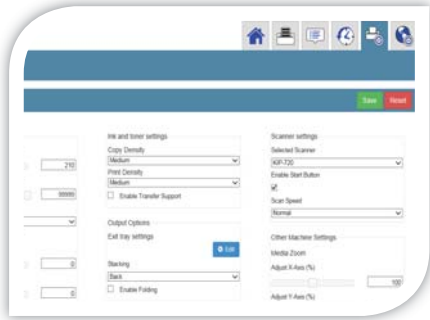 Save Reset
210
99999
0
0
Ink and toner settings
Copy Density
Medium
Print Density
Medium
Enable Transfer Support
Output Options
Exit tray settings
Edit
Stacking
Back
Enable Folding
Scanner settings
Selected Scanner
KIP-720
Enable Start Button
Scan Speed
Normal
Other Machine Settings
Media Zoom
Adjust X-Axis (%)
100
Adjust Y-Axis (%)